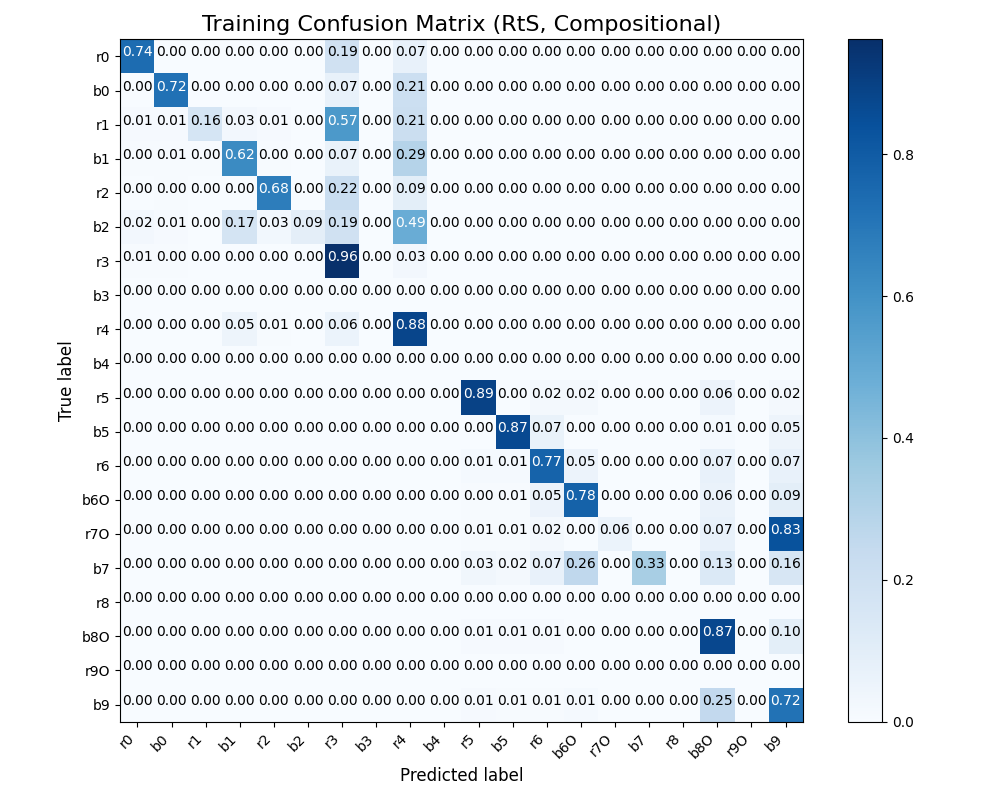 Training Confusion Matrix (RtS, Compositional)
r0 0.74 0.00 0.00 0.00 0.00 0.00 0.19 0.00 0.07 0.00 0.00 0.00 0.00 0.00 0.00 0.00 0.00 0.00 0.00 0.00
b0 0.00 0.72 0.00 0.00 0.00 0.00 0.07 0.00 0.21 0.00 0.00 0.00 0.00 0.00 0.00 0.00 0.00 0.00 0.00 0.00
r1 0.01 0.01 0.16 0.03 0.01 0.00 0.57 0.00 0.21 0.00 0.00 0.00 0.00 0.00 0.00 0.00 0.00 0.00 0.00 0.00
b1 0.00 0.01 0.00 0.62 0.00 0.00 0.07 0.00 0.29 0.00 0.00 0.00 0.00 0.00 0.00 0.00 0.00 0.00 0.00 0.00
r2 0.00 0.00 0.00 0.00 0.68 0.00 0.22 0.00 0.09 0.00 0.00 0.00 0.00 0.00 0.00 0.00 0.00 0.00 0.00 0.00
b2 0.02 0.01 0.00 0.17 0.03 0.09 0.19 0.00 0.49 0.00 0.00 0.00 0.00 0.00 0.00 0.00 0.00 0.00 0.00 0.00
r3 0.01 0.00 0.00 0.00 0.00 0.00 0.96 0.00 0.03 0.00 0.00 0.00 0.00 0.00 0.00 0.00 0.00 0.00 0.00 0.00
b3 0.00 0.00 0.00 0.00 0.00 0.00 0.00 0.00 0.00 0.00 0.00 0.00 0.00 0.00 0.00 0.00 0.00 0.00 0.00 0.00
r4 0.00 0.00 0.00 0.05 0.01 0.00 0.06 0.00 0.88 0.00 0.00 0.00 0.00 0.00 0.00 0.00 0.00 0.00 0.00 0.00
b4 0.00 0.00 0.00 0.00 0.00 0.00 0.00 0.00 0.00 0.00 0.00 0.00 0.00 0.00 0.00 0.00 0.00 0.00 0.00 0.00
r5 0.00 0.00 0.00 0.00 0.00 0.00 0.00 0.00 0.00 0.00 0.89 0.00 0.02 0.02 0.00 0.00 0.00 0.06 0.00 0.02
b5 0.00 0.00 0.00 0.00 0.00 0.00 0.00 0.00 0.00 0.00 0.00 0.87 0.07 0.00 0.00 0.00 0.00 0.01 0.00 0.05
r6 0.00 0.00 0.00 0.00 0.00 0.00 0.00 0.00 0.00 0.00 0.01 0.01 0.77 0.05 0.00 0.00 0.00 0.07 0.00 0.07
b6O 0.00 0.00 0.00 0.00 0.00 0.00 0.00 0.00 0.00 0.00 0.00 0.01 0.05 0.78 0.00 0.00 0.00 0.06 0.00 0.09
r7O 0.00 0.00 0.00 0.00 0.00 0.00 0.00 0.00 0.00 0.00 0.01 0.01 0.02 0.00 0.06 0.00 0.00 0.07 0.00 0.83
b7 0.00 0.00 0.00 0.00 0.00 0.00 0.00 0.00 0.00 0.00 0.03 0.02 0.07 0.26 0.00 0.33 0.00 0.13 0.00 0.16
r8 0.00 0.00 0.00 0.00 0.00 0.00 0.00 0.00 0.00 0.00 0.00 0.00 0.00 0.00 0.00 0.00 0.00 0.00 0.00 0.00
b8O 0.00 0.00 0.00 0.00 0.00 0.00 0.00 0.00 0.00 0.00 0.01 0.01 0.01 0.00 0.00 0.00 0.00 0.87 0.00 0.10
r9O 0.00 0.00 0.00 0.00 0.00 0.00 0.00 0.00 0.00 0.00 0.00 0.00 0.00 0.00 0.00 0.00 0.00 0.00 0.00 0.00
b9 0.00 0.00 0.00 0.00 0.00 0.00 0.00 0.00 0.00 0.00 0.01 0.01 0.01 0.01 0.00 0.00 0.00 0.25 0.00 0.72
r0 b0 r1 b1 r2 b2 r3 b3 r4 b4 r5 b5 r6 b6O r7O b7 r8 b8O r9O b9
Predicted label
True label
0.8
0.6
0.4
0.2
0.0